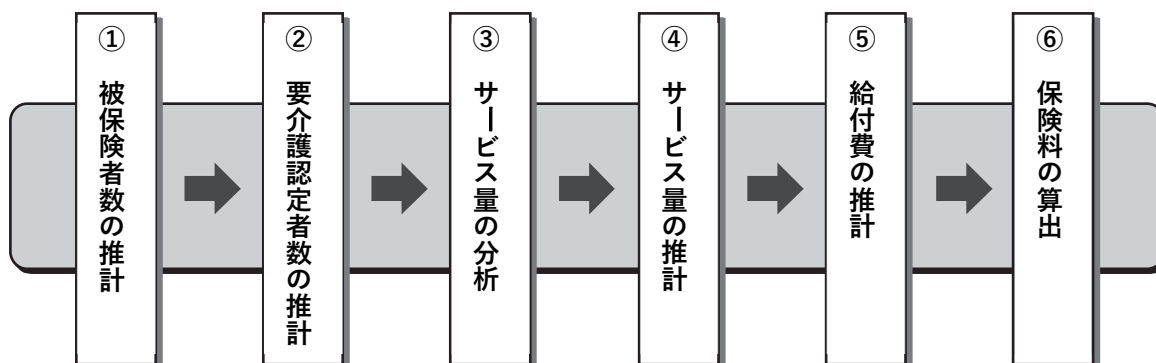 ① 被保険者数の推計
② 要介護認定者数の推計
③ サービス量の分析
④ サービス量の推計
⑤ 給付費の推計
⑥ 保険料の算出